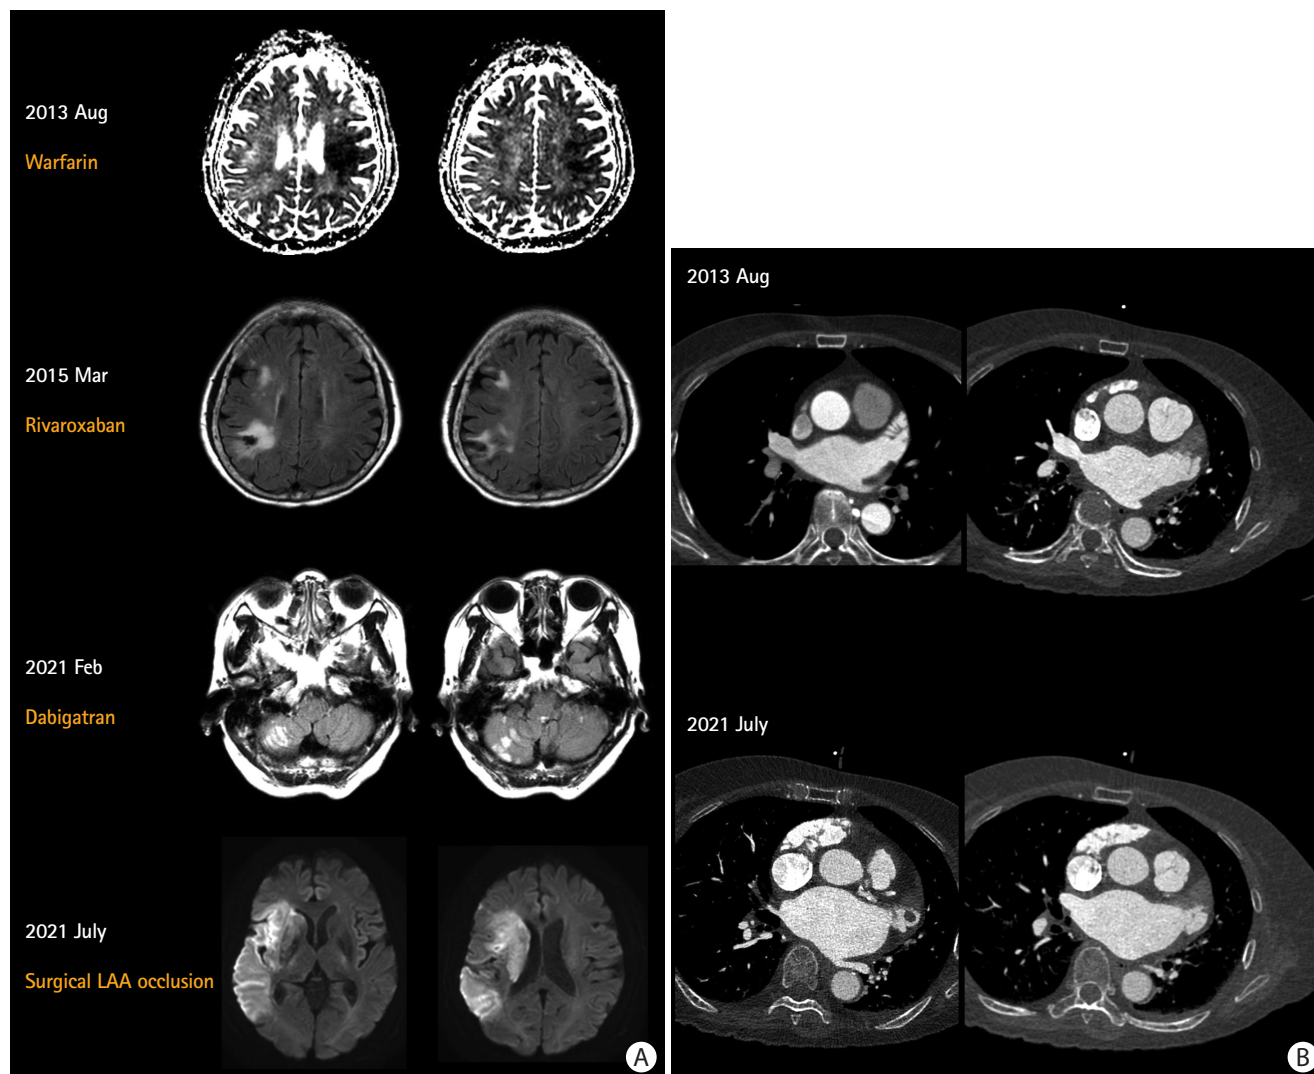 2013 Aug
Warfarin
2015 Mar
Rivaroxaban
2021 Feb
Dabigatran
2021 July
Surgical LAA occlusion
A
2013 Aug
2021 July
B